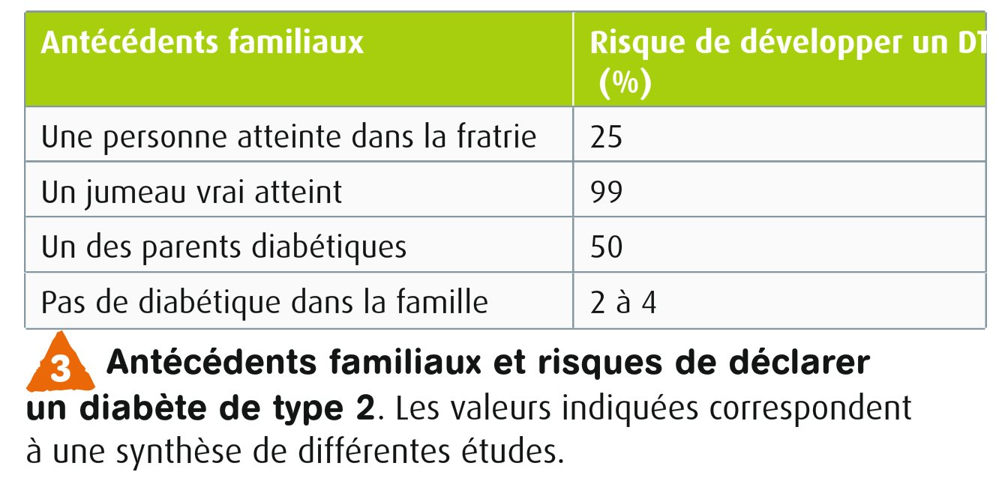 Antécédents familiaux
Risque de développer un DT
(%)
Une personne atteinte dans la fratrie
25
Un jumeau vrai atteint
99
Un des parents diabétiques
50
Pas de diabétique dans la famille
2 à 4
3 Antécédents familiaux et risques de déclarer
un diabète de type 2. Les valeurs indiquées correspondent
à une synthèse de différentes études.